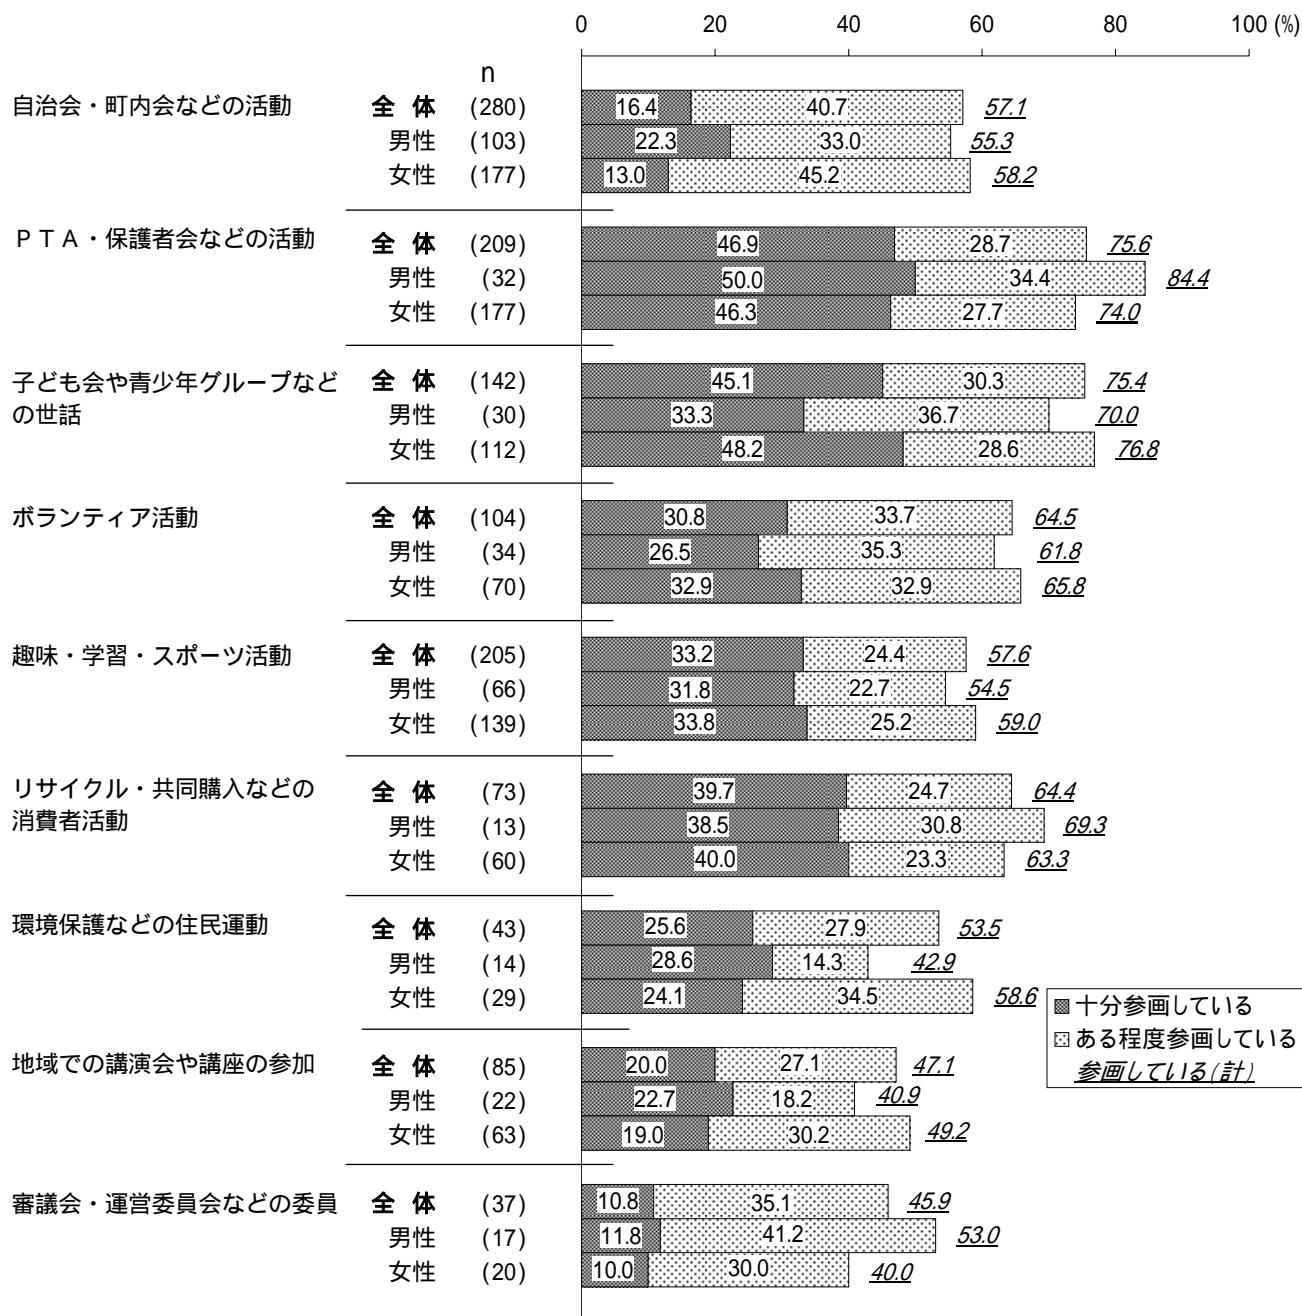 0 20 40 60 80 100 (%)
n
自治会・町内会などの活動 全 体 (280) 16.4 40.7 57.1
男性 (103) 22.3 33.0 55.3
女性 (177) 13.0 45.2 58.2
ＰＴＡ・保護者会などの活動 全 体 (209) 46.9 28.7 75.6
男性 (32) 50.0 34.4 84.4
女性 (177) 46.3 27.7 74.0
子ども会や青少年グループなど 全 体 (142) 45.1 30.3 75.4
の世話 男性 (30) 33.3 36.7 70.0
女性 (112) 48.2 28.6 76.8
ボランティア活動 全 体 (104) 30.8 33.7 64.5
男性 (34) 26.5 35.3 61.8
女性 (70) 32.9 32.9 65.8
趣味・学習・スポーツ活動 全 体 (205) 33.2 24.4 57.6
男性 (66) 31.8 22.7 54.5
女性 (139) 33.8 25.2 59.0
リサイクル・共同購入などの 全 体 (73) 39.7 24.7 64.4
消費者活動 男性 (13) 38.5 30.8 69.3
女性 (60) 40.0 23.3 63.3
環境保護などの住民運動 全 体 (43) 25.6 27.9 53.5
男性 (14) 28.6 14.3 42.9
女性 (29) 24.1 34.5 58.6
十分参画している
ある程度参画している
参画している(計)
地域での講演会や講座の参加 全 体 (85) 20.0 27.1 47.1
男性 (22) 22.7 18.2 40.9
女性 (63) 19.0 30.2 49.2
審議会・運営委員会などの委員 全 体 (37) 10.8 35.1 45.9
男性 (17) 11.8 41.2 53.0
女性 (20) 10.0 30.0 40.0